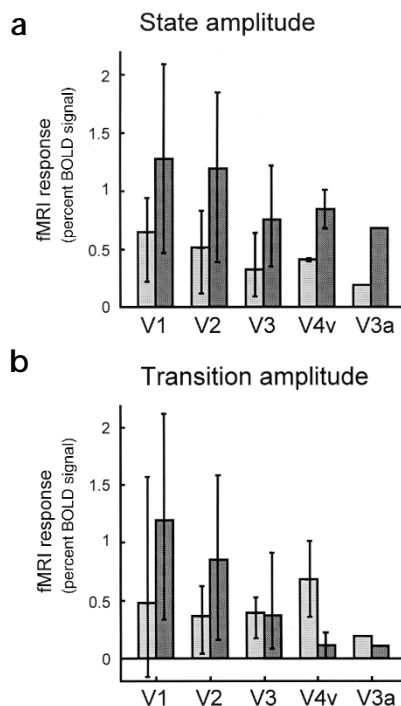 a
State amplitude
fMRI response
(percent BOLD signal)
2
1.5
1
0.5
0
V1 V2 V3 V4v V3a
b
Transition amplitude
fMRI response
(percent BOLD signal)
2
1.5
1
0.5
0
V1 V2 V3 V4v V3a